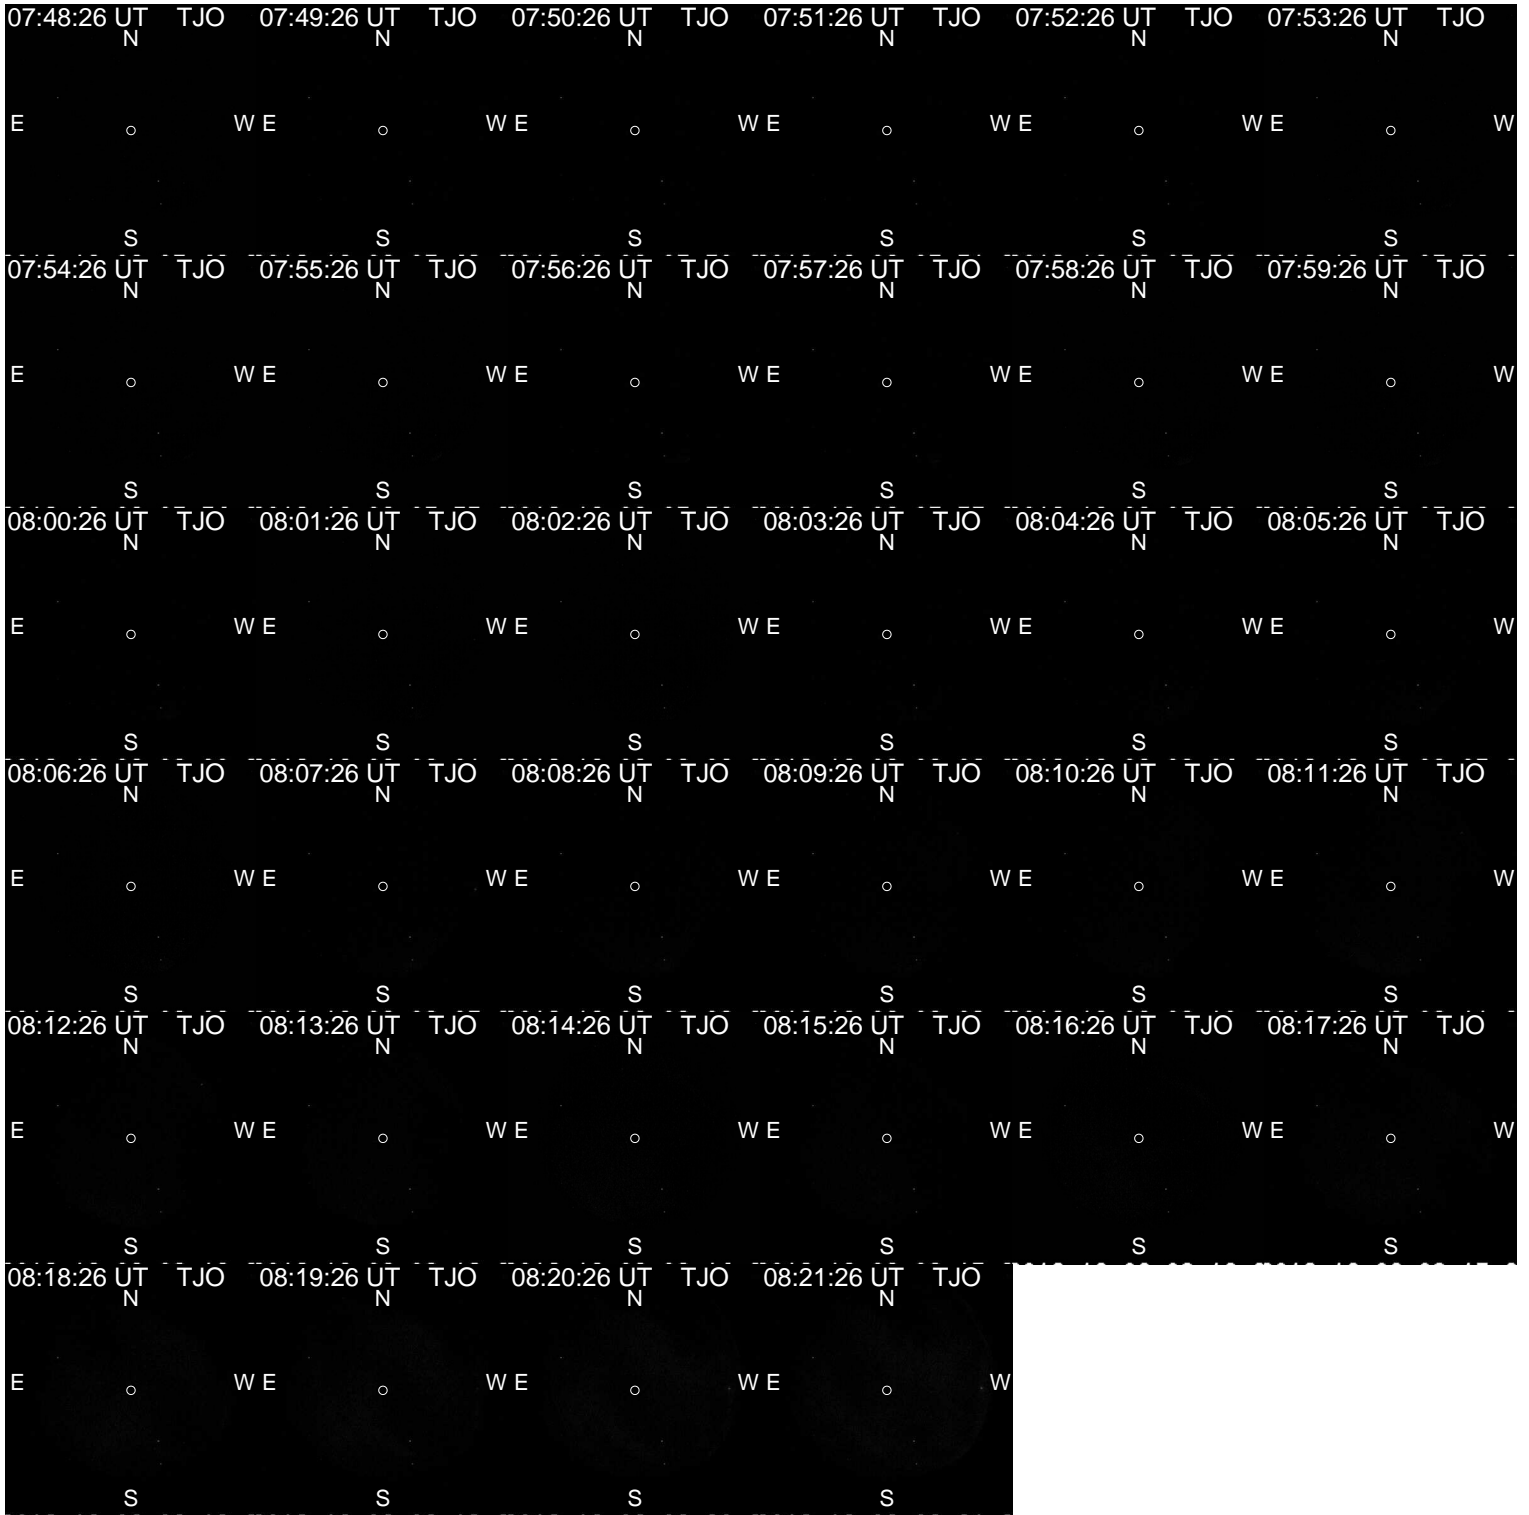 07:48:26 UT TJO 07:49:26 UT TJO 07:50:26 UT TJO 07:51:26 UT TJO 07:52:26 UT TJO 07:53:26 UT TJO
N N N N N N
E W E W E W E W E W E W
S S S S S S
07:54:26 UT TJO 07:55:26 UT TJO 07:56:26 UT TJO 07:57:26 UT TJO 07:58:26 UT TJO 07:59:26 UT TJO
N N N N N N
E W E W E W E W E W E W
S S S S S S
08:00:26 UT TJO 08:01:26 UT TJO 08:02:26 UT TJO 08:03:26 UT TJO 08:04:26 UT TJO 08:05:26 UT TJO
N N N N N N
E W E W E W E W E W E W
S S S S S S
08:06:26 UT TJO 08:07:26 UT TJO 08:08:26 UT TJO 08:09:26 UT TJO 08:10:26 UT TJO 08:11:26 UT TJO
N N N N N N
E W E W E W E W E W E W
S S S S S S
08:12:26 UT TJO 08:13:26 UT TJO 08:14:26 UT TJO 08:15:26 UT TJO 08:16:26 UT TJO 08:17:26 UT TJO
N N N N N N
E W E W E W E W E W E W
S S S S S S
08:18:26 UT TJO 08:19:26 UT TJO 08:20:26 UT TJO 08:21:26 UT TJO
N N N N
E W E W E W E W
S S S S